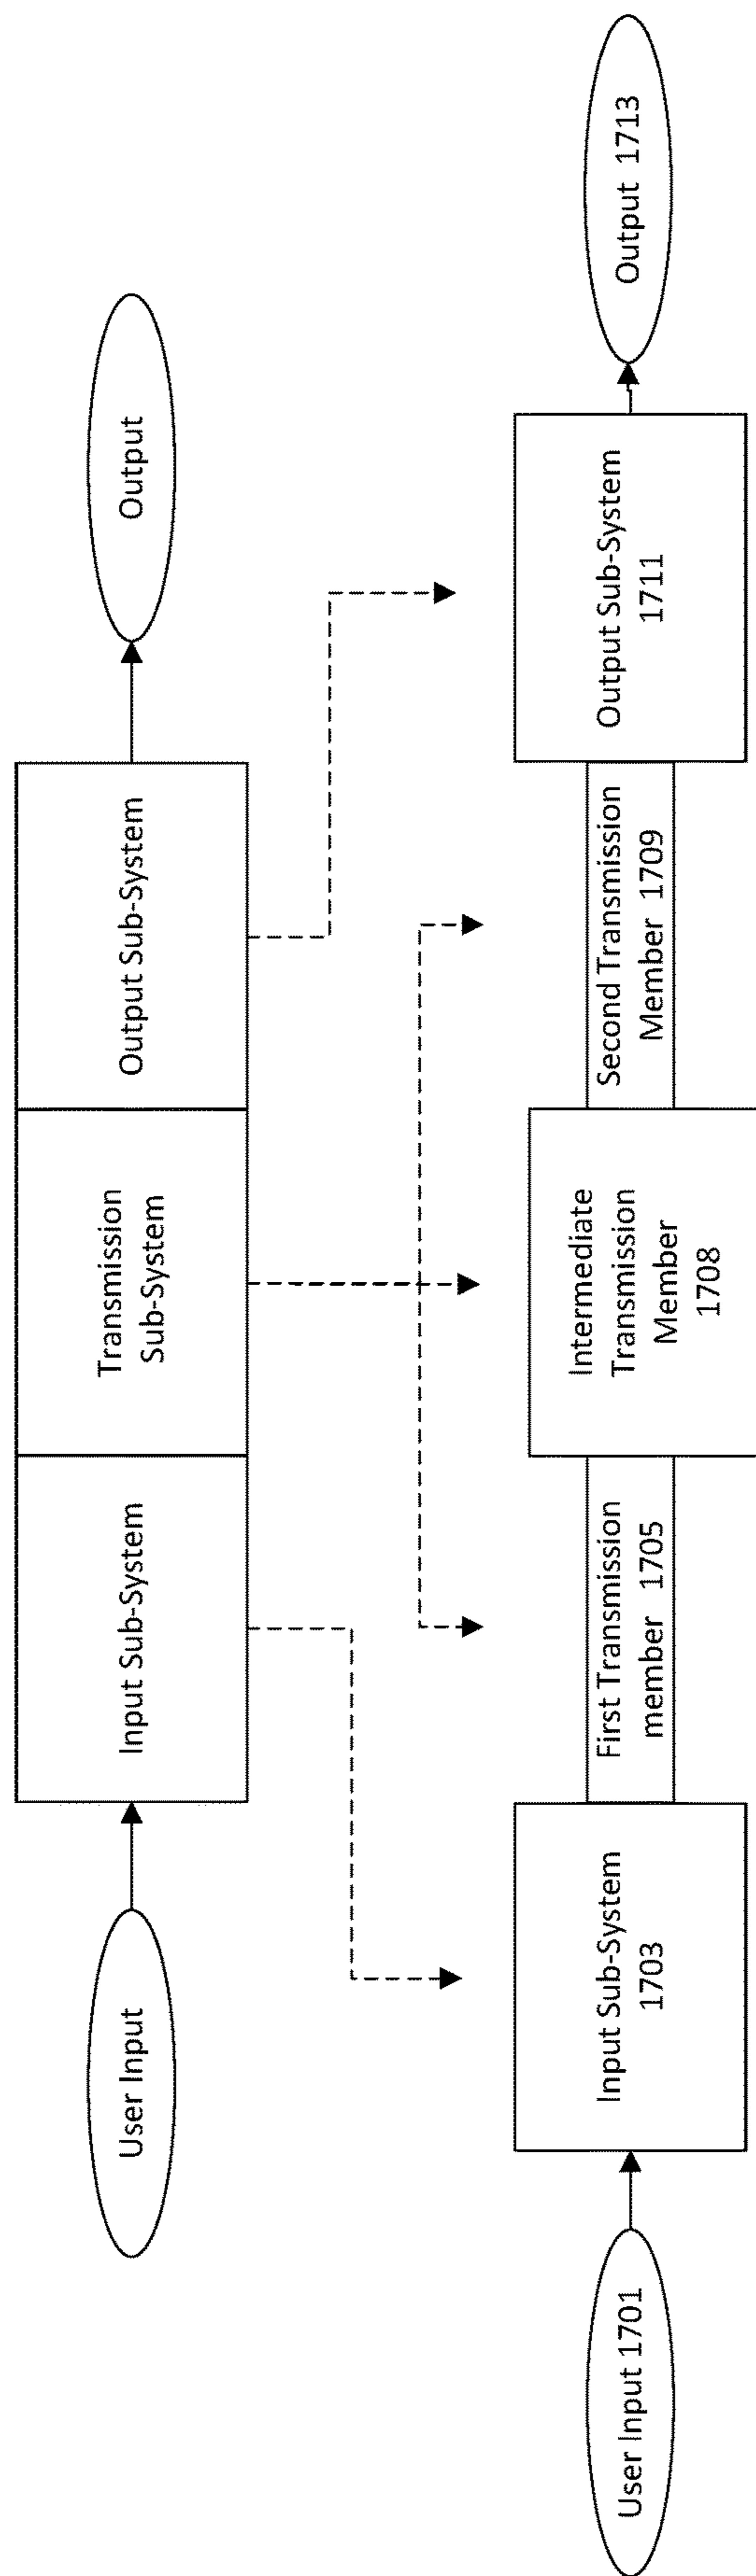 User Input
Input Sub-System
Transmission
Sub-System
Output Sub-System
Output
User Input 1701
Input Sub-System
1703
First Transmission
member 1705
Intermediate
Transmission
Member
1708
Second Transmission
Member 1709
Output Sub-System
1711
Output 1713